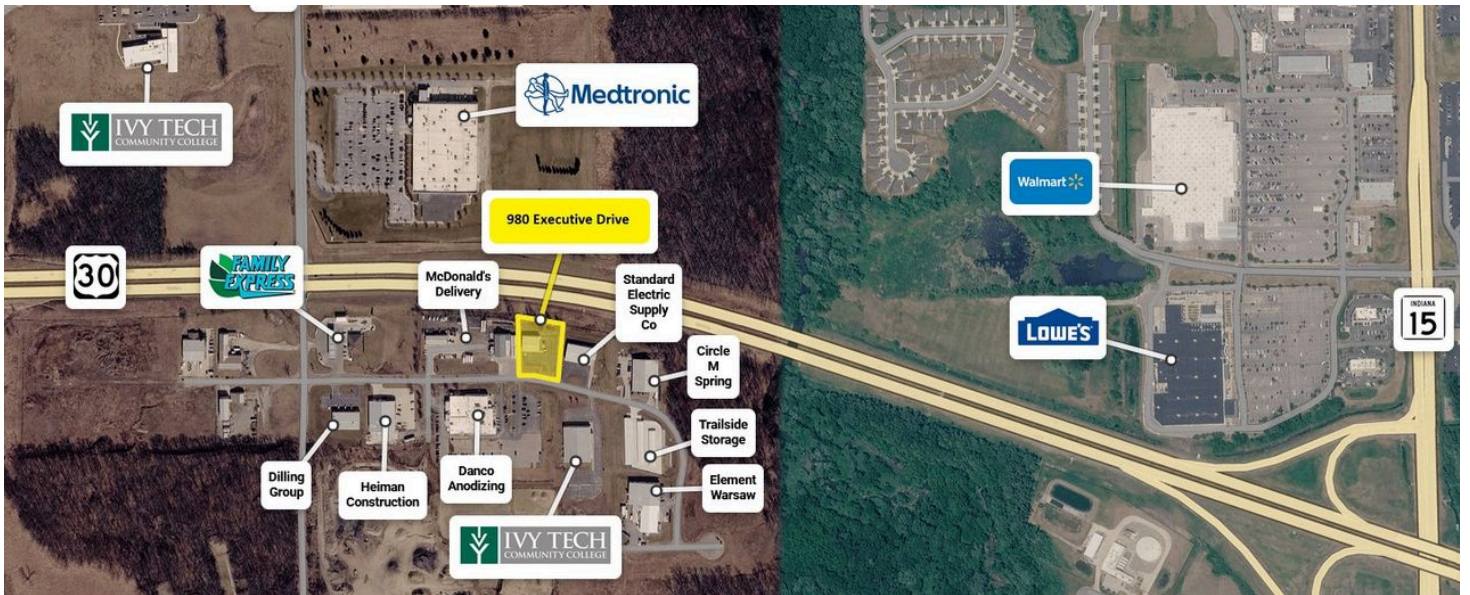 IVY TECH
COMMUNITY COLLEGE
Medtronic
Walmart
980 Executive Drive
30
FAMILY
EXPRESS
McDonald's
Delivery
Standard
Electric
Supply
Co
INDIANA
15
LOWE'S
Circle
M
Spring
Trailside
Storage
Dilling
Group
Heiman
Construction
Danco
Anodizing
Element
Warsaw
IVY TECH
COMMUNITY COLLEGE